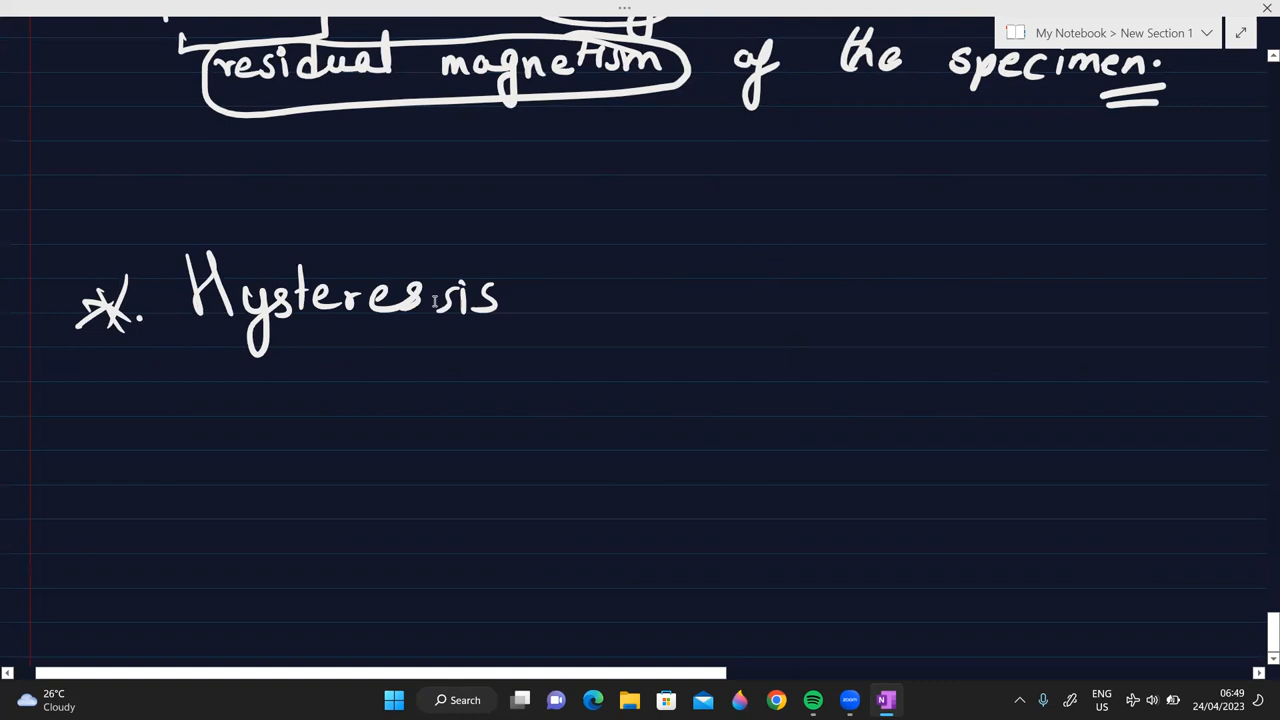 My Notebook > New Section 1
residual magnetism of the specimen.
Hysteresis
26°C
Cloudy
Search
zoom
N
ENG
US
06:49
24/04/2023